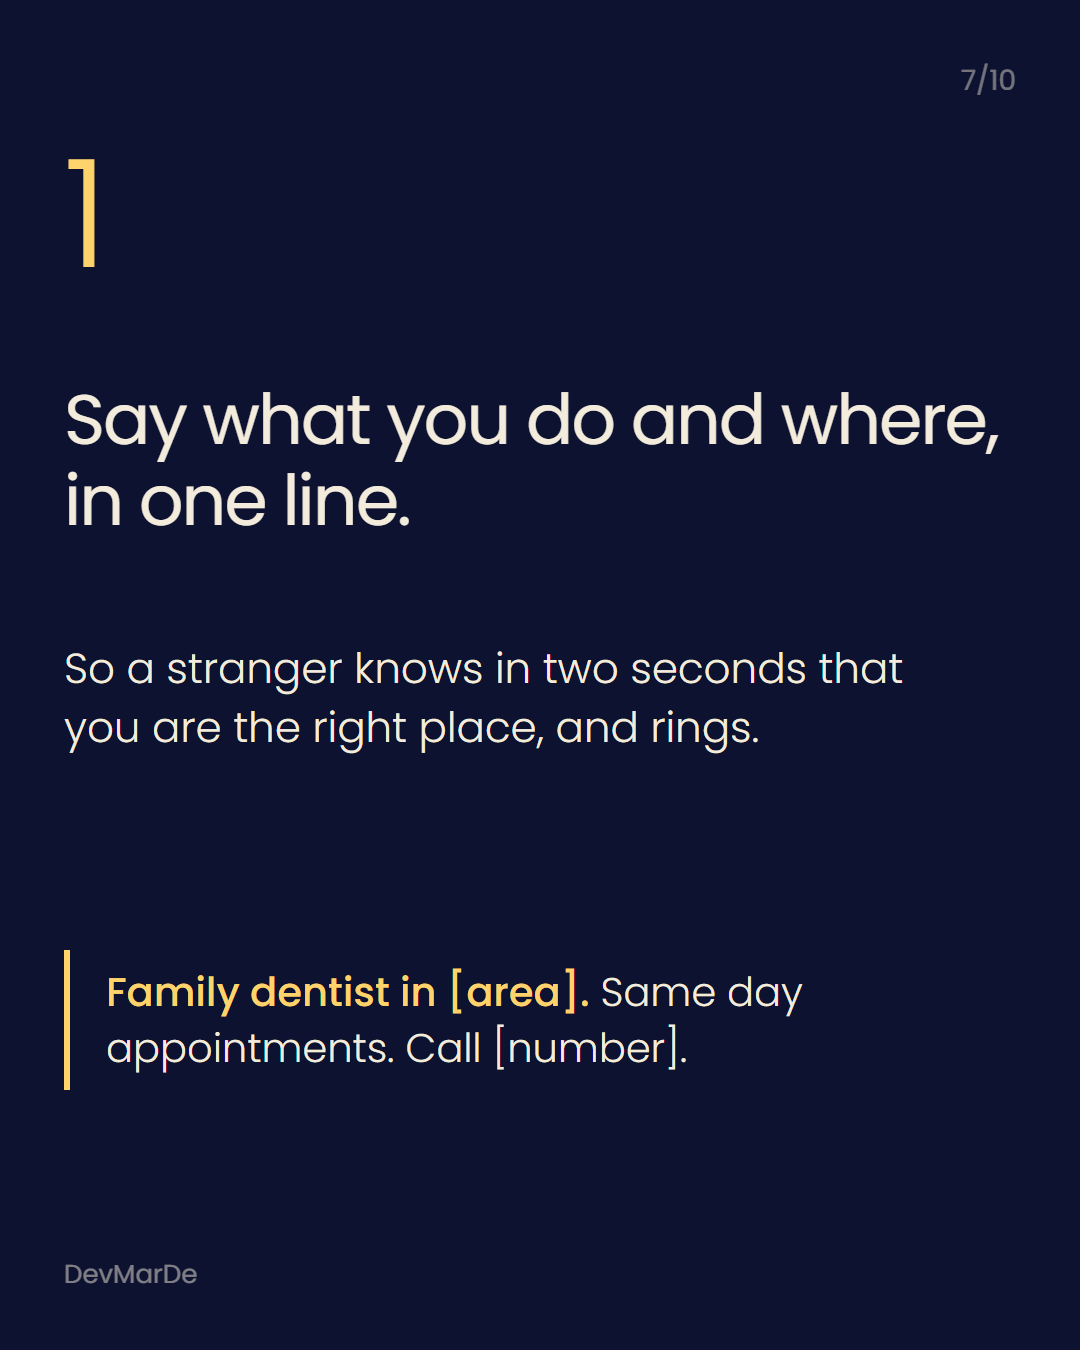 7/10
1
Say what you do and where,
in one line.
So a stranger knows in two seconds that
you are the right place, and rings.
Family dentist in [area]. Same day
appointments. Call [number].
DevMarDe